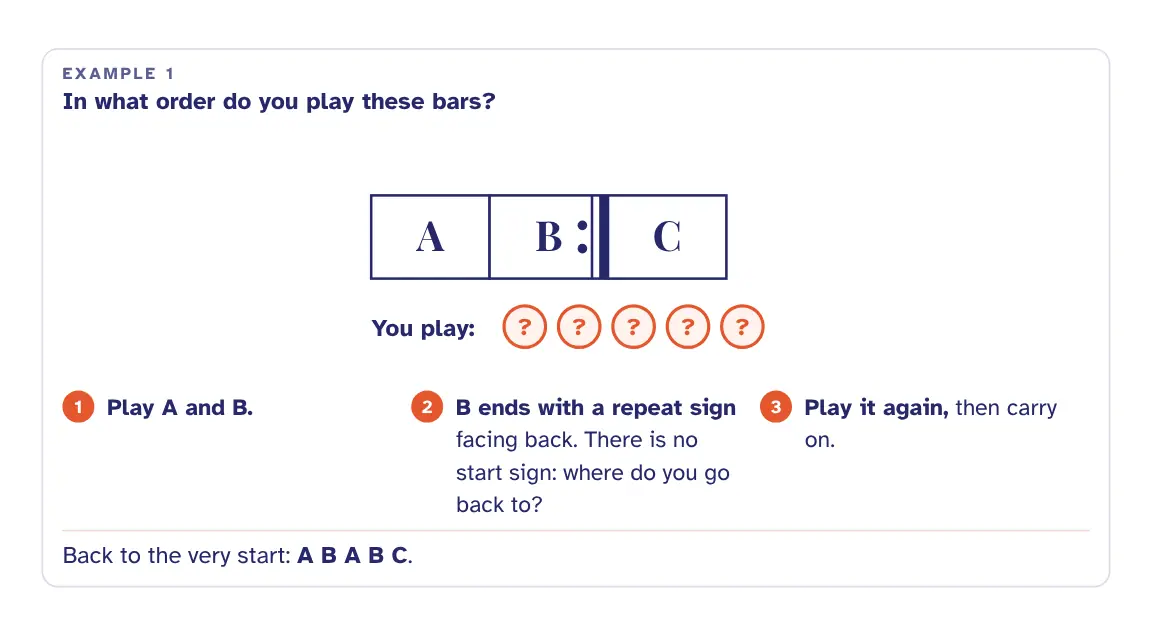 EXAMPLE 1
In what order do you play these bars?
A B: C
You play: ? ? ? ? ?
1 Play A and B.
2 B ends with a repeat sign
facing back. There is no
start sign: where do you go
back to?
3 Play it again, then carry
on.
Back to the very start: A B A B C.